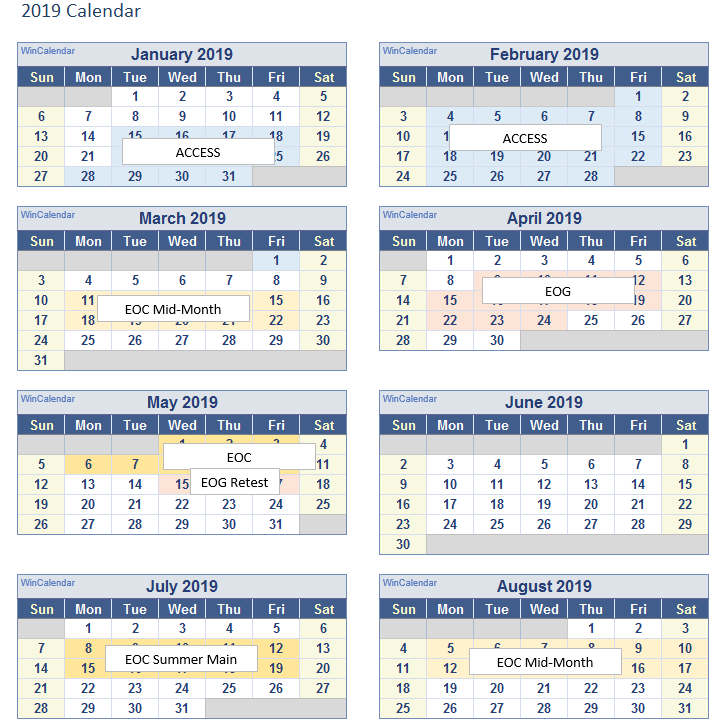 2019 Calendar
WinCalendar January 2019
Sun Mon Tue Wed Thu Fri Sat
1 2 3 4 5
6 7 8 9 10 11 12
13 14 15 16 17 18 19
ACCESS
20 21 26
27 28 29 30 31
WinCalendar February 2019
Sun Mon Tue Wed Thu Fri Sat
1 2
3 4 5 6 7 8 9
10 15 16
ACCESS
17 18 19 20 21 22 23
24 25 26 27 28
WinCalendar March 2019
Sun Mon Tue Wed Thu Fri Sat
1 2
3 4 5 6 7 8 9
10 11 15 16
EOC Mid-Month
17 18 22 23
24 25 26 27 28 29 30
31
WinCalendar April 2019
Sun Mon Tue Wed Thu Fri Sat
1 2 3 4 5 6
7 8 12 13
EOG
14 15 19 20
21 22 23 24 25 26 27
28 29 30
WinCalendar May 2019
Sun Mon Tue Wed Thu Fri Sat
4
EOC
5 6 7 11
12 13 14 15 EOG Retest 18
19 20 21 22 23 24 25
26 27 28 29 30 31
WinCalendar June 2019
Sun Mon Tue Wed Thu Fri Sat
1
2 3 4 5 6 7 8
9 10 11 12 13 14 15
16 17 18 19 20 21 22
23 24 25 26 27 28 29
30
WinCalendar July 2019
Sun Mon Tue Wed Thu Fri Sat
1 2 3 4 5 6
7 8 12 13
EOC Summer Main
14 15 19 20
21 22 23 24 25 26 27
28 29 30 31
WinCalendar August 2019
Sun Mon Tue Wed Thu Fri Sat
1 2 3
4 5 9 10
EOC Mid-Month
11 12 16 17
18 19 20 21 22 23 24
25 26 27 28 29 30 31